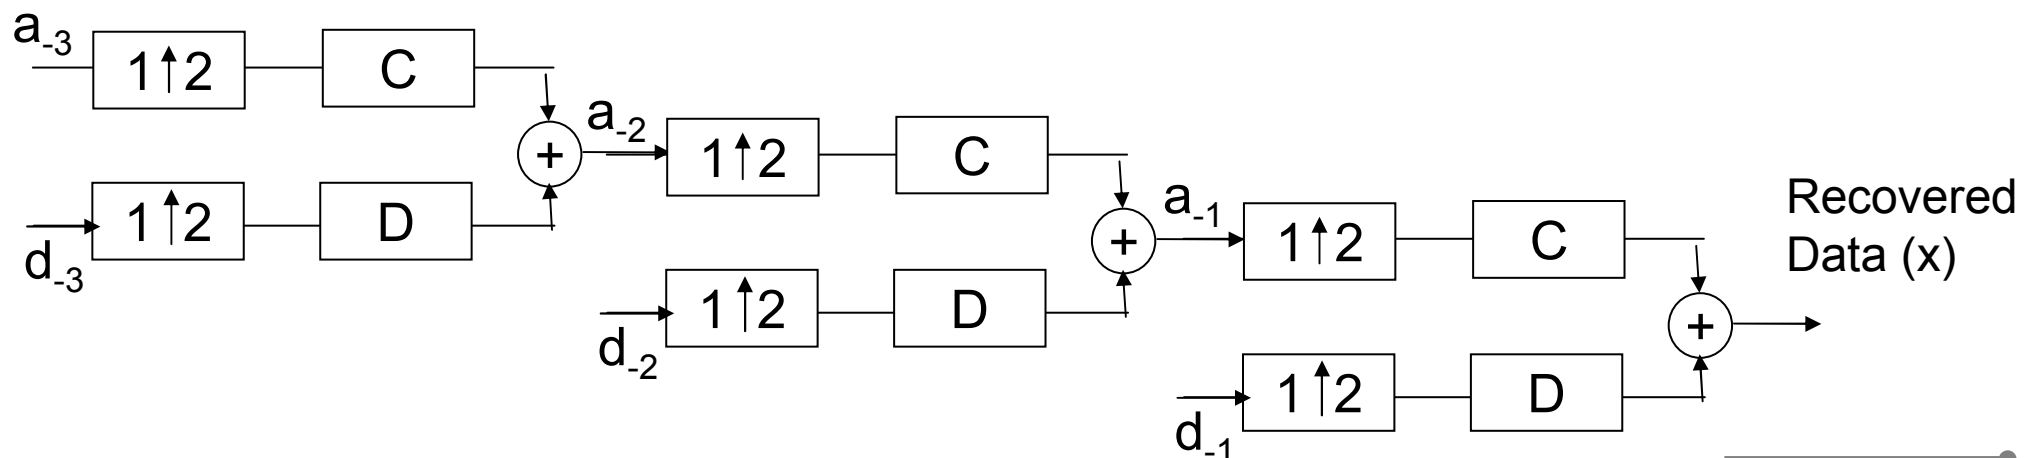 a-3
1↑2
C
+
d-3
1↑2
D
a-2
1↑2
C
+
d-2
1↑2
D
a-1
1↑2
C
+
d-1
1↑2
D
Recovered
Data (x)